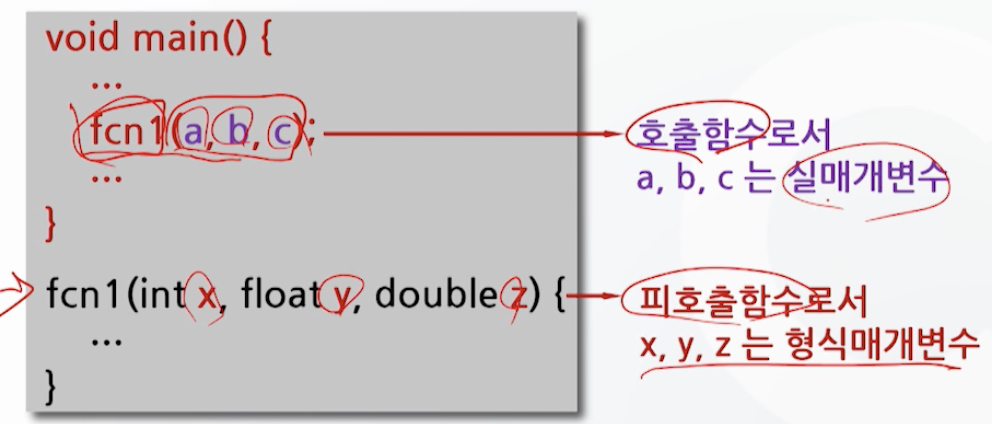 void main() {
...
fcn1(a, b, c);
...
}
fcn1(int x, float y, double z) {
...
}
호출함수로서
a, b, c 는 실매개변수
피호출함수로서
x, y, z 는 형식매개변수